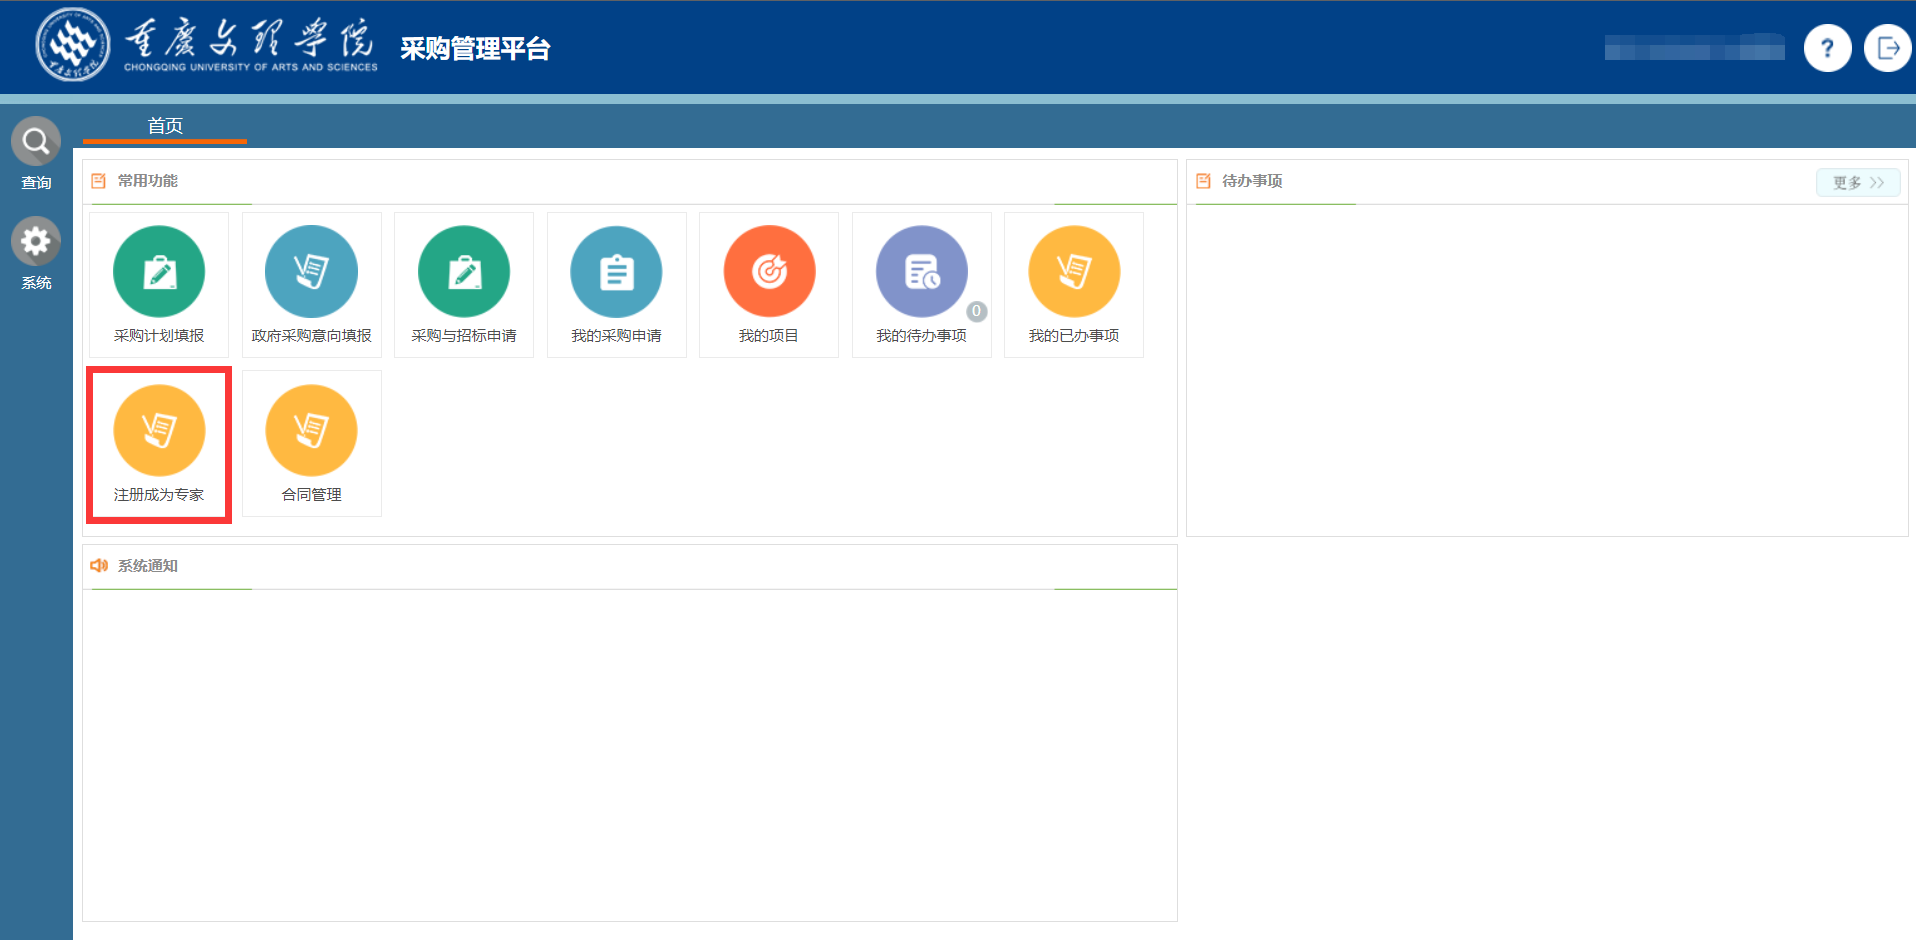 重慶文理學院
CHONGQING UNIVERSITY OF ARTS AND SCIENCES
采购管理平台
?
首页
查询
系统
常用功能
采购计划填报
政府采购意向填报
采购与招标申请
我的采购申请
我的项目
我的待办事项
0
我的已办事项
注册成为专家
合同管理
待办事项
更多 >>
系统通知